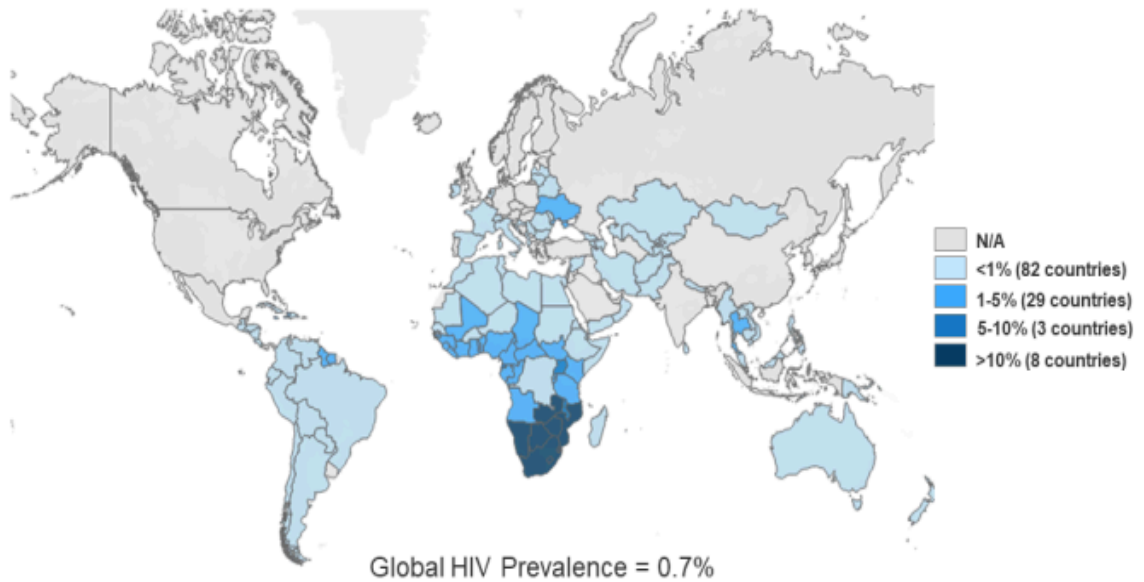 N/A
<1% (82 countries)
1-5% (29 countries)
5-10% (3 countries)
>10% (8 countries)
Global HIV Prevalence = 0.7%